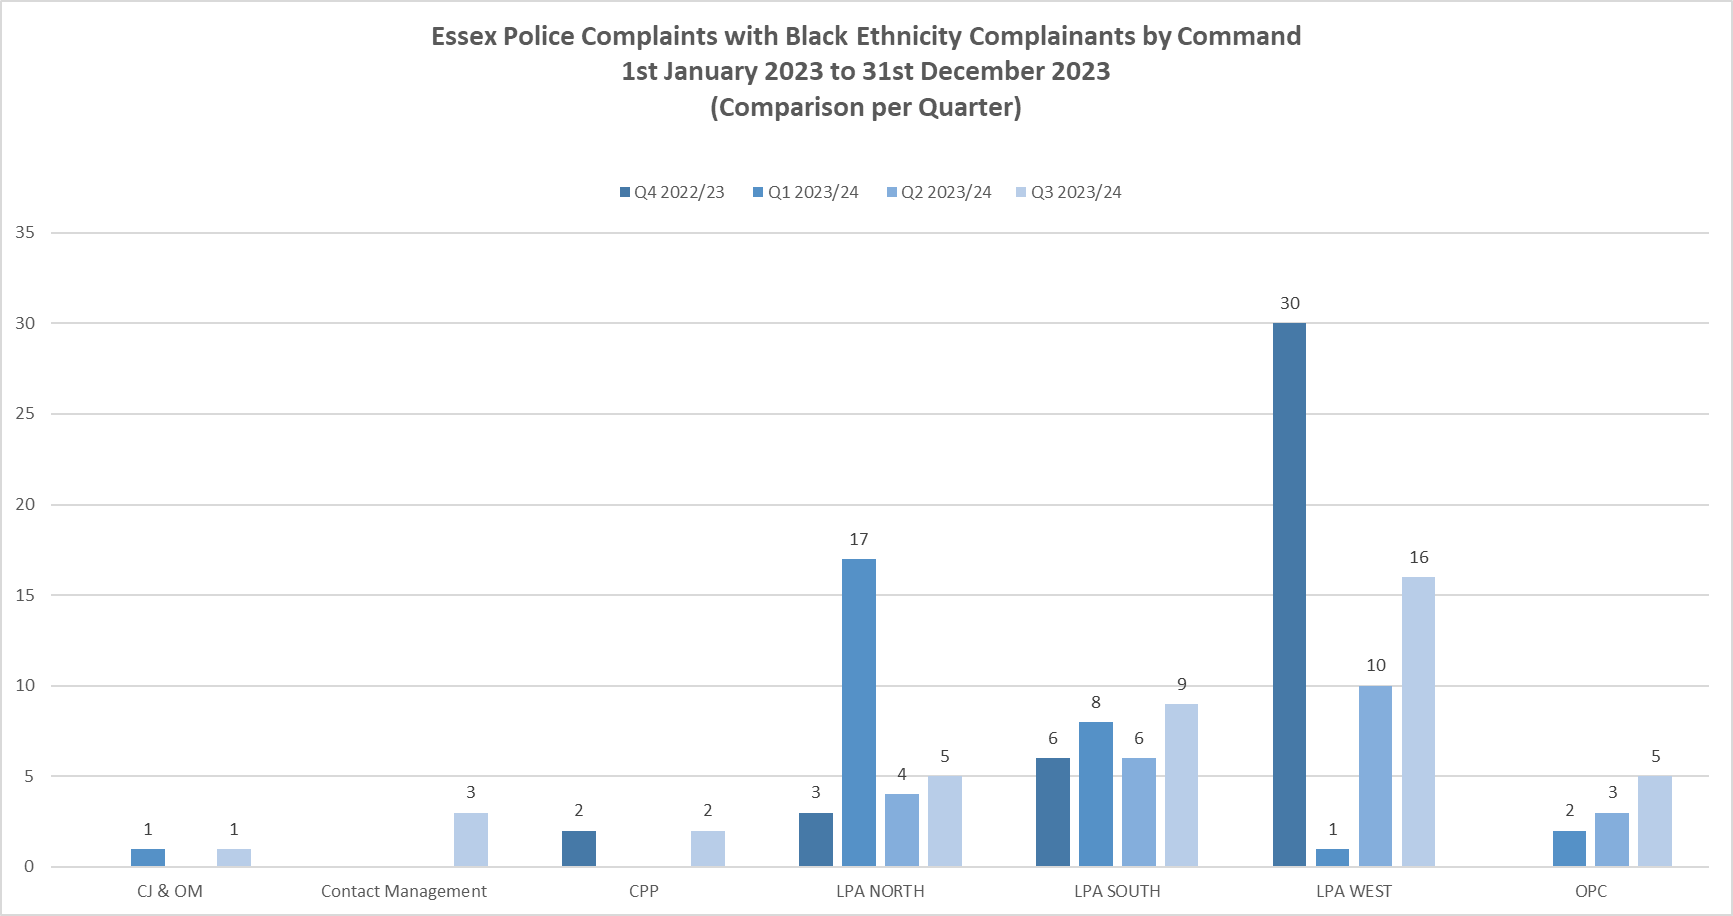 Essex Police Complaints with Black Ethnicity Complainants by Command
1st January 2023 to 31st December 2023
(Comparison per Quarter)
Q4 2022/23 Q1 2023/24 Q2 2023/24 Q3 2023/24
35
30
25
20
15
10
5
0
1 1
3
2 2
3 17 4 5
6 8 6 9
30 1 10 16
2 3 5
CJ & OM Contact Management CPP LPA NORTH LPA SOUTH LPA WEST OPC